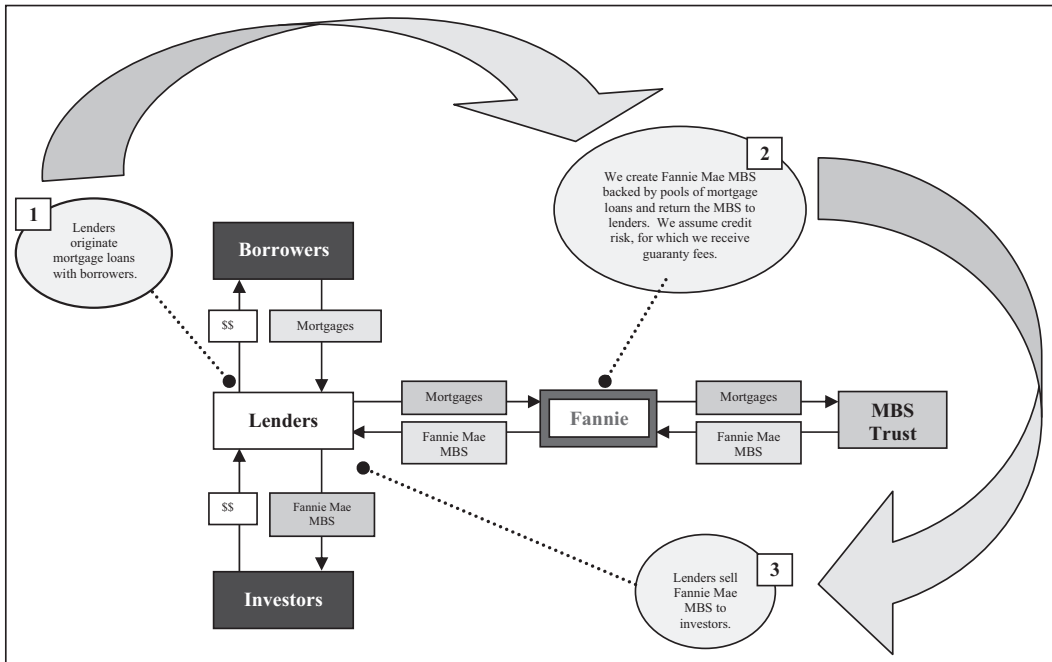 1
Lenders
originate
mortgage loans
with borrowers.
2
We create Fannie Mae MBS
backed by pools of mortgage
loans and return the MBS to
lenders. We assume credit
risk, for which we receive
guaranty fees.
Borrowers
$$
Mortgages
Lenders
Mortgages
Fannie Mae
MBS
Fannie
Mortgages
Fannie Mae
MBS
MBS
Trust
$$
Fannie Mae
MBS
Investors
3
Lenders sell
Fannie Mae
MBS to
investors.